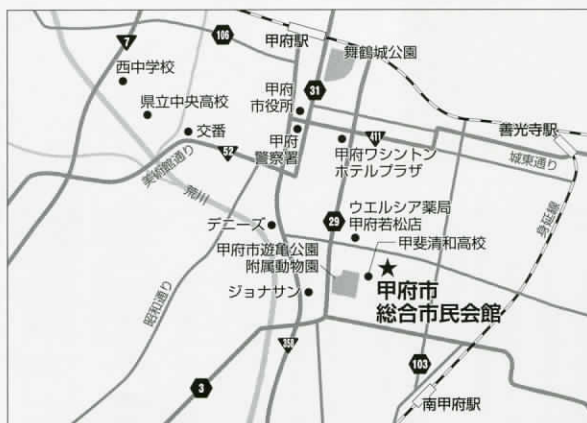 7
106
甲府駅
舞鶴城公園
西中学校
甲府
市役所
31
県立中央高校
交番
甲府
警察署
411
善光寺駅
52
甲府ワシントン
ホテルプラザ
城東通り
美術館通り
荒川
ウエルシア薬局
甲府若松店
29
身延線
デニーズ
甲府市遊亀公園
附属動物園
甲斐清和高校
★
甲府市
総合市民会館
ジョナサン
昭和通り
358
103
3
南甲府駅